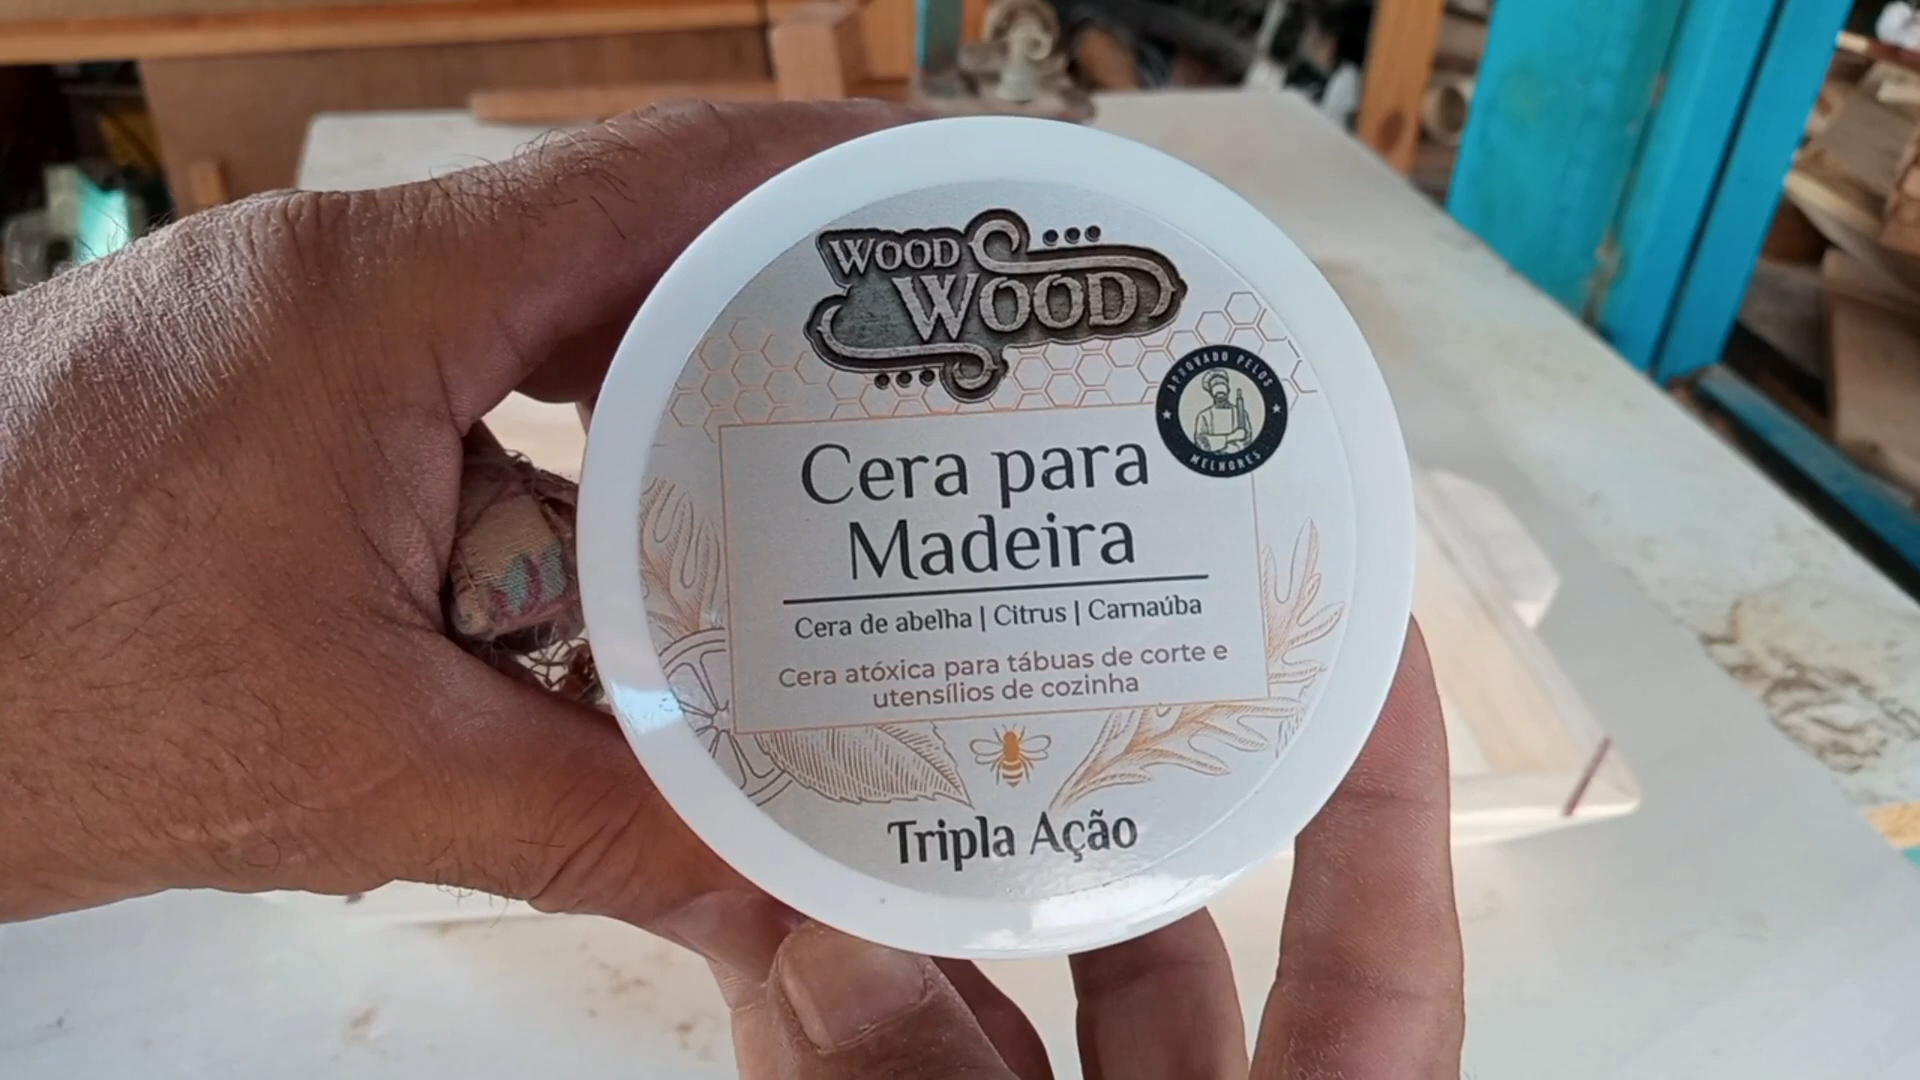 WOOD
WOOD
APROVADO PELOS
MELHORES
Cera para
Madeira
Cera de abelha | Citrus | Carnaúba
Cera atóxica para tábuas de corte e
utensílios de cozinha
Tripla Ação